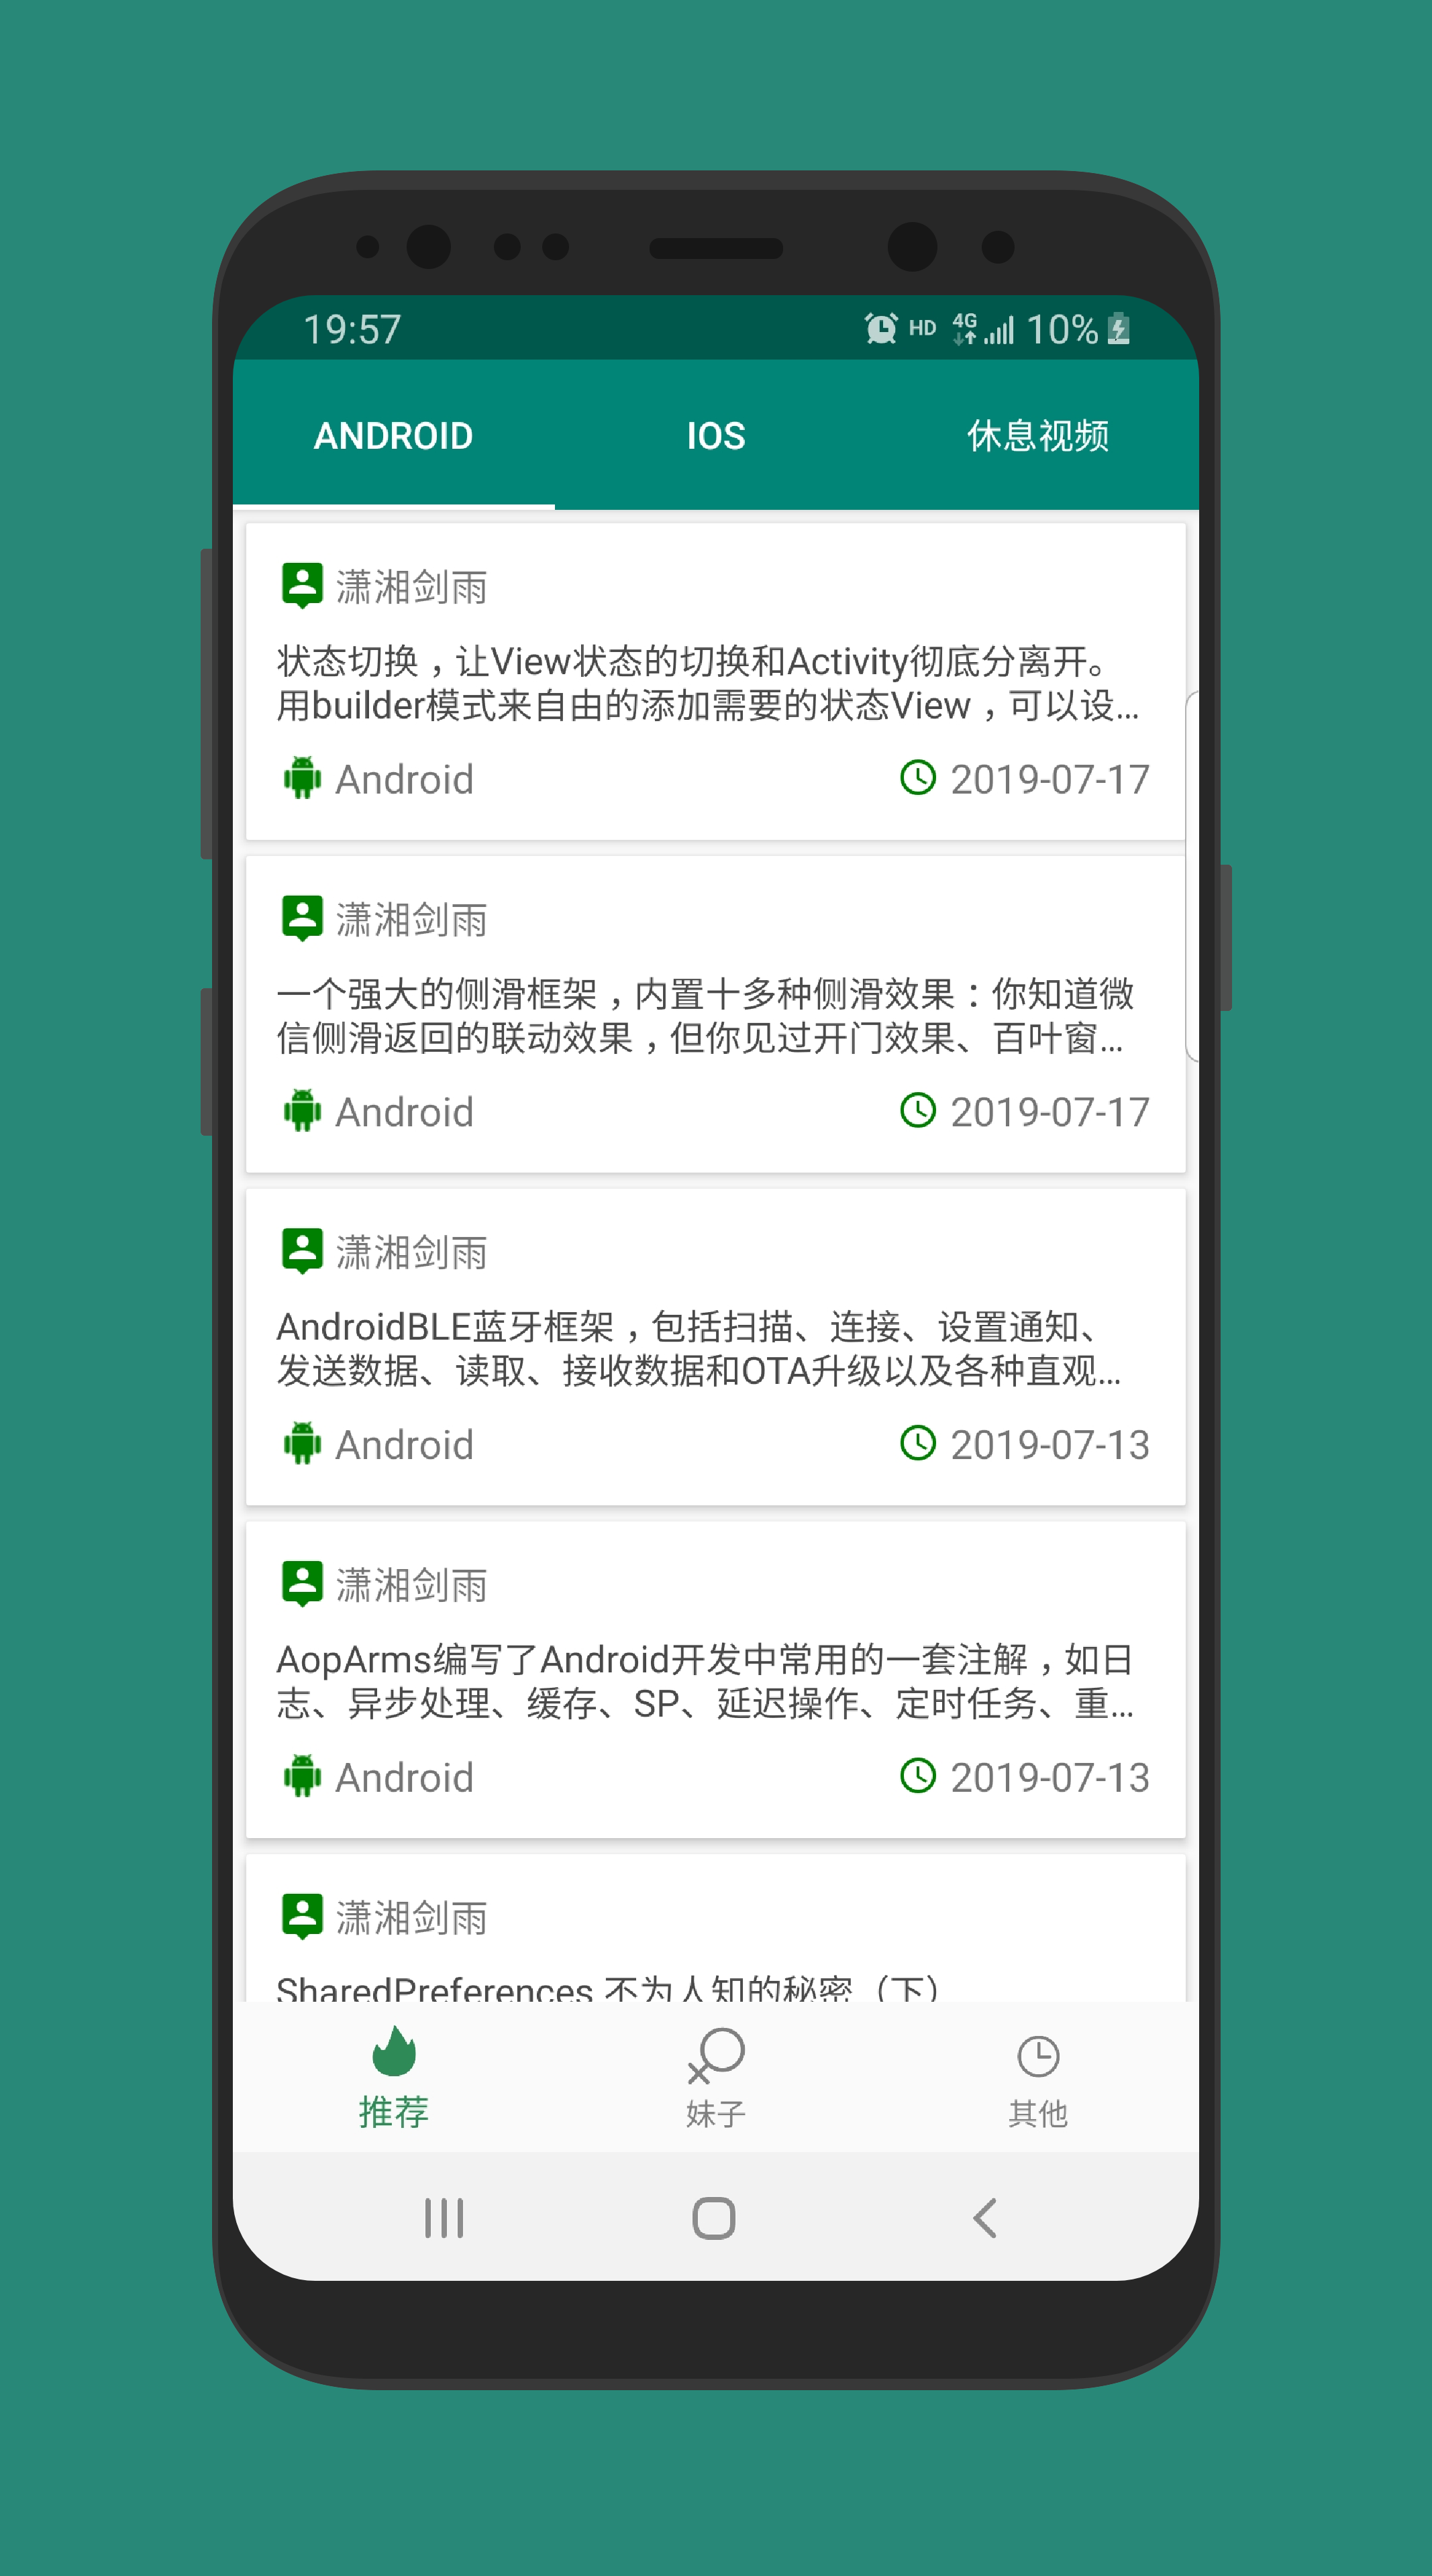 19:57 HD 4G 10%
ANDROID IOS 休息视频
潇湘剑雨
状态切换，让View状态的切换和Activity彻底分离开。
用builder模式来自由的添加需要的状态View，可以设...
Android 2019-07-17
潇湘剑雨
一个强大的侧滑框架，内置十多种侧滑效果：你知道微
信侧滑返回的联动效果，但你见过开门效果、百叶窗...
Android 2019-07-17
潇湘剑雨
AndroidBLE蓝牙框架，包括扫描、连接、设置通知、
发送数据、读取、接收数据和OTA升级以及各种直观...
Android 2019-07-13
潇湘剑雨
AopArms编写了Android开发中常用的一套注解，如日
志、异步处理、缓存、SP、延迟操作、定时任务、重...
Android 2019-07-13
潇湘剑雨
SharedPreferences 不为人知的秘密（下）
推荐 妹子 其他